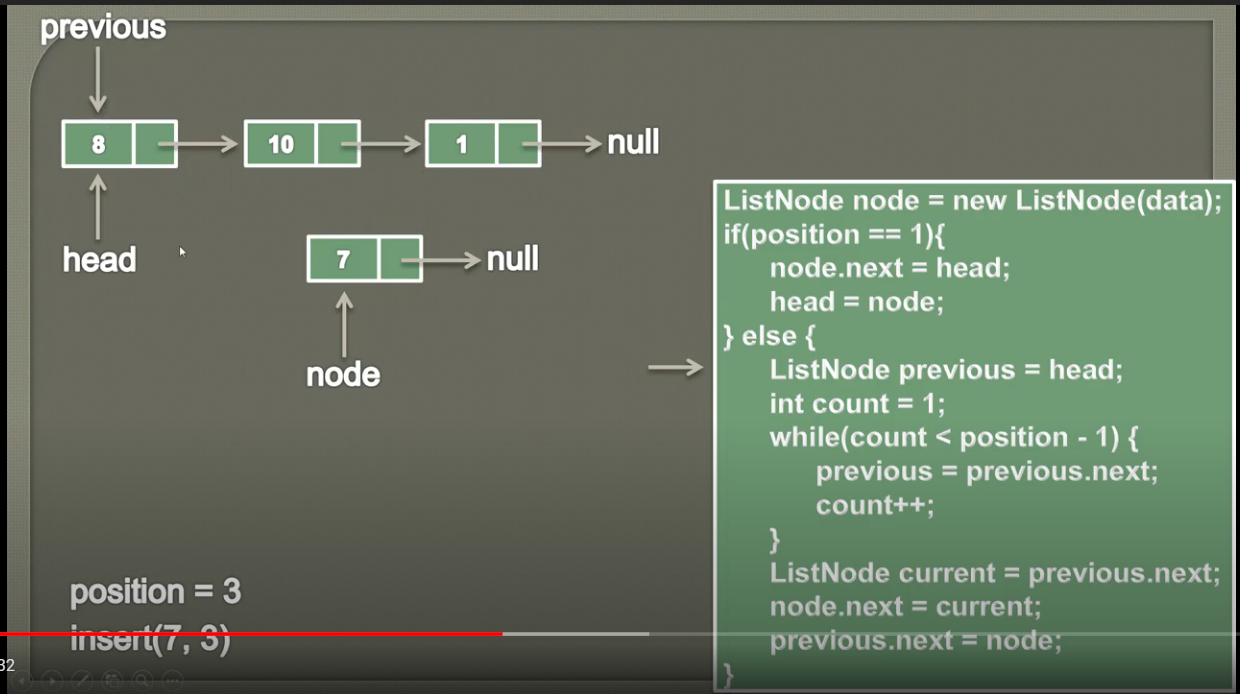 previous
8
10
1
null
head
7
null
node
position = 3
insert(7, 3)
32
ListNode node = new ListNode(data);
if(position == 1){
node.next = head;
head = node;
} else {
ListNode previous = head;
int count = 1;
while(count < position - 1) {
previous = previous.next;
count++;
}
ListNode current = previous.next;
node.next = current;
previous.next = node;
}